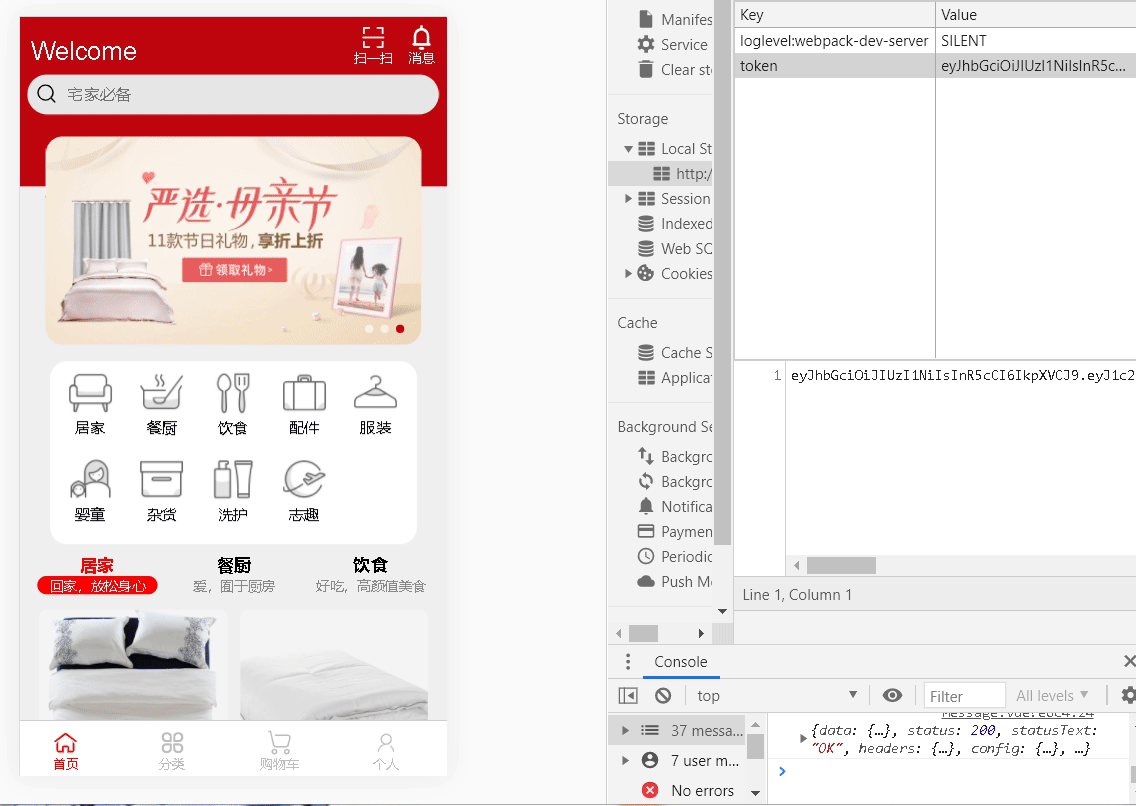 Welcome
扫一扫
消息
宅家必备
严选·母亲节
11款节日礼物，享折上折
领取礼物>
居家
餐厨
饮食
配件
服装
婴童
杂货
洗护
志趣
居家
餐厨
饮食
回家，放松身心
爱，囿于厨房
好吃，高颜值美食
首页
分类
购物车
个人
Manifes
Service
Clear st
Storage
Local St
http:/
Session
Indexed
Web SC
Cookies
Cache
Cache S
Applicat
Background Se
Backgrc
Backgrc
Notifica
Paymen
Periodic
Push M
Key Value
loglevel:webpack-dev-server SILENT
token eyJhbGciOiJIUzI1NiIsInR5c...
1 eyJhbGciOiJIUzI1NiIsInR5cCI6IkpXVCJ9.eyJ1c2
Line 1, Column 1
Console
top
Filter
All levels
37 messa...
7 user m...
No errors
{data: {…}, status: 200, statusText:
"OK", headers: {…}, config: {…}, …}